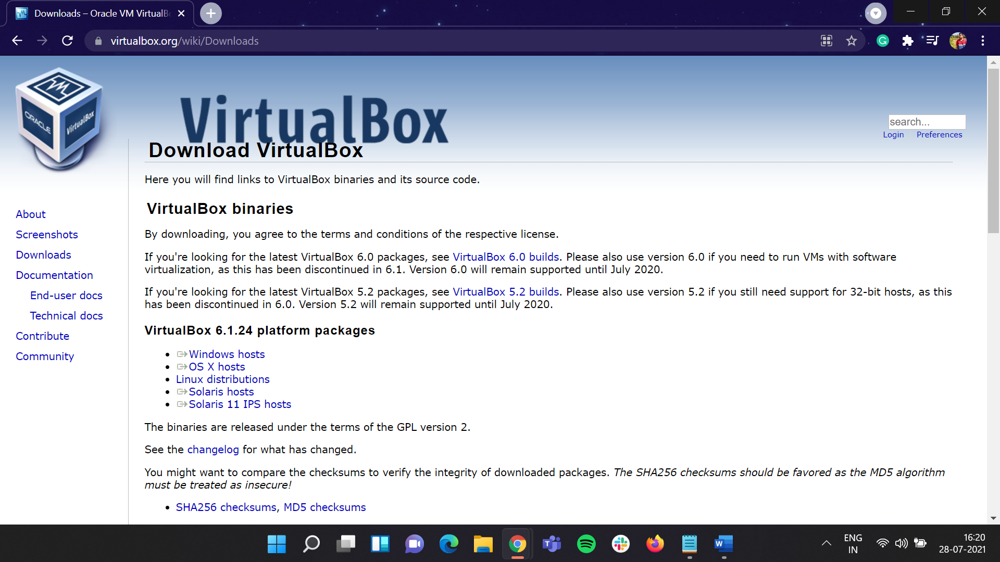 Downloads – Oracle VM VirtualB
virtualbox.org/wiki/Downloads
ORACLE
VirtualBox
VirtualBox
search...
Login Preferences
Download VirtualBox
Here you will find links to VirtualBox binaries and its source code.
About
Screenshots
Downloads
Documentation
End-user docs
Technical docs
Contribute
Community
VirtualBox binaries
By downloading, you agree to the terms and conditions of the respective license.
If you're looking for the latest VirtualBox 6.0 packages, see VirtualBox 6.0 builds. Please also use version 6.0 if you need to run VMs with software
virtualization, as this has been discontinued in 6.1. Version 6.0 will remain supported until July 2020.
If you're looking for the latest VirtualBox 5.2 packages, see VirtualBox 5.2 builds. Please also use version 5.2 if you still need support for 32-bit hosts, as this
has been discontinued in 6.0. Version 5.2 will remain supported until July 2020.
VirtualBox 6.1.24 platform packages
Windows hosts
OS X hosts
Linux distributions
Solaris hosts
Solaris 11 IPS hosts
The binaries are released under the terms of the GPL version 2.
See the changelog for what has changed.
You might want to compare the checksums to verify the integrity of downloaded packages. The SHA256 checksums should be favored as the MD5 algorithm
must be treated as insecure!
SHA256 checksums, MD5 checksums
ENG
IN
16:20
28-07-2021